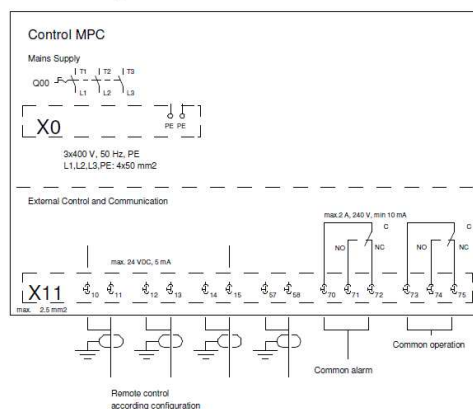 Control MPC
Mains Supply
Q00
T1 T2 T3
L1 L2 L3
X0
PE PE
3x400 V, 50 Hz, PE
L1,L2,L3,PE: 4x50 mm2
External Control and Communication
max.2 A, 240 V, min 10 mA
C C
max. 24 VDC, 5 mA
NO NC NO NC
X11
10 11 12 13 14 15 57 58 70 71 72 73 74 75
max. 2.5 mm2
Common operation
Common alarm
Remote control
according configuration